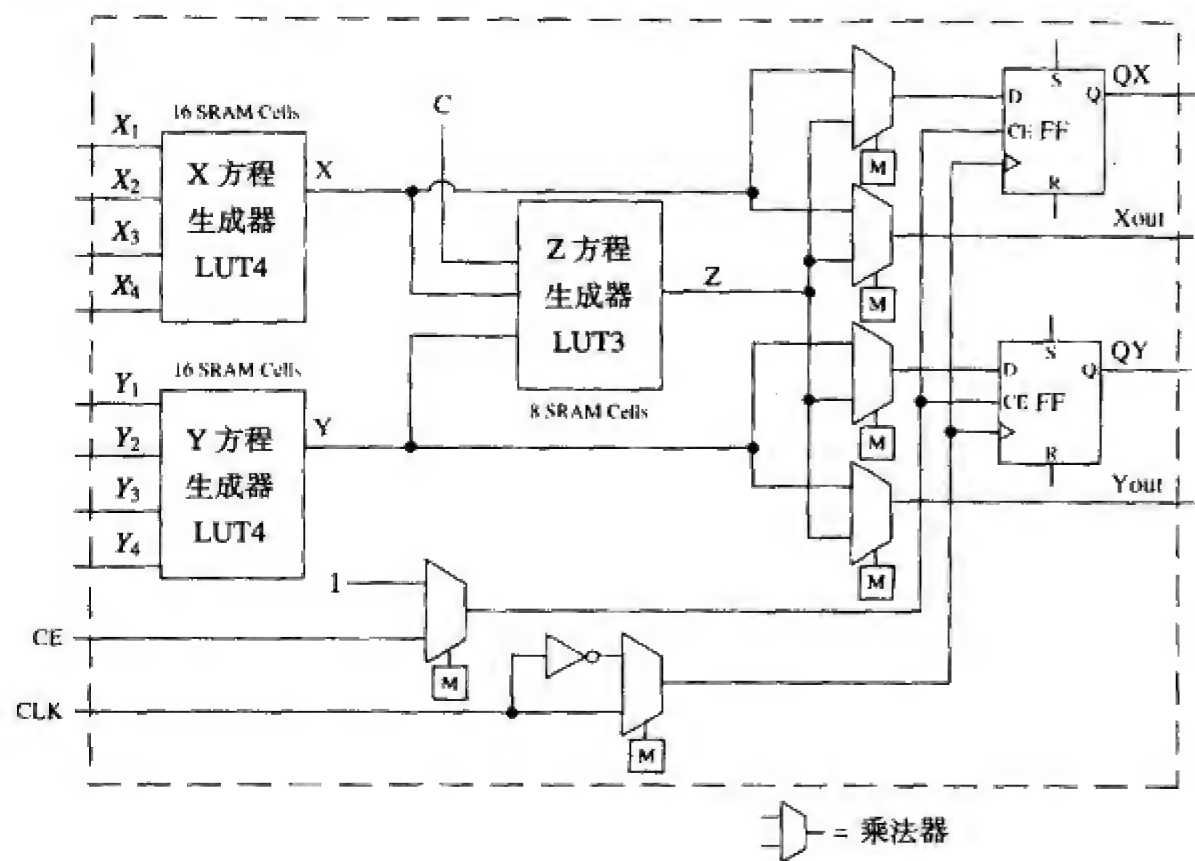 16 SRAM Cells
X₁
X₂
X₃
X₄
X 方程
生成器
LUT4
X
C
Z 方程
生成器
LUT3
8 SRAM Cells
Z
16 SRAM Cells
Y₁
Y₂
Y₃
Y₄
Y 方程
生成器
LUT4
Y
M
M
M
M
S
D
Q
CE FF
R
QX
Xout
S
D
Q
CE FF
R
QY
Yout
1
CE
M
CLK
M
= 乘法器